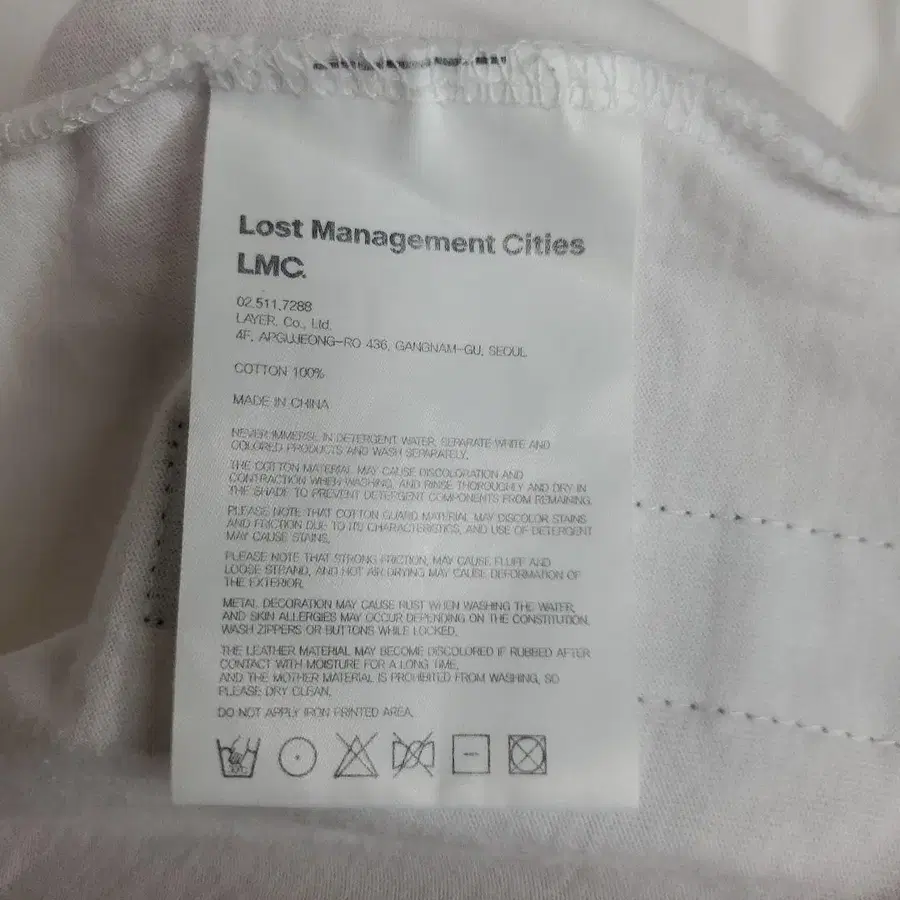 Lost Management Cities
LMC.
02.511.7288
LAYER. Co., Ltd.
4F, APGUJEONG-RO 436, GANGNAM-GU, SEOUL
COTTON 100%
MADE IN CHINA
NEVER IMMERSE IN DETERGENT WATER, SEPARATE WHITE AND
COLORED PRODUCTS AND WASH SEPARATELY.
THE COTTON MATERIAL MAY CAUSE DISCOLORATION AND
CONTRACTION WHEN WASHING, AND RINSE THOROUGHLY AND DRY IN
THE SHADE TO PREVENT DETERGENT COMPONENTS FROM REMAINING.
PLEASE NOTE THAT COTTON GUARD MATERIAL MAY DISCOLOR STAINS
AND FRICTION DUE TO ITS CHARACTERISTICS, AND USE OF DETERGENT
MAY CAUSE STAINS.
PLEASE NOTE THAT STRONG FRICTION, MAY CAUSE FLUFF AND
LOOSE STRAND, AND HOT AIR DRYING MAY CAUSE DEFORMATION OF
THE EXTERIOR.
METAL DECORATION MAY CAUSE RUST WHEN WASHING THE WATER,
AND SKIN ALLERGIES MAY OCCUR DEPENDING ON THE CONSTITUTION.
WASH ZIPPERS OR BUTTONS WHILE LOCKED.
THE LEATHER MATERIAL MAY BECOME DISCOLORED IF RUBBED AFTER
CONTACT WITH MOISTURE FOR A LONG TIME,
AND THE MOTHER MATERIAL IS PROHIBITED FROM WASHING, SO
PLEASE DRY CLEAN.
DO NOT APPLY IRON PRINTED AREA.